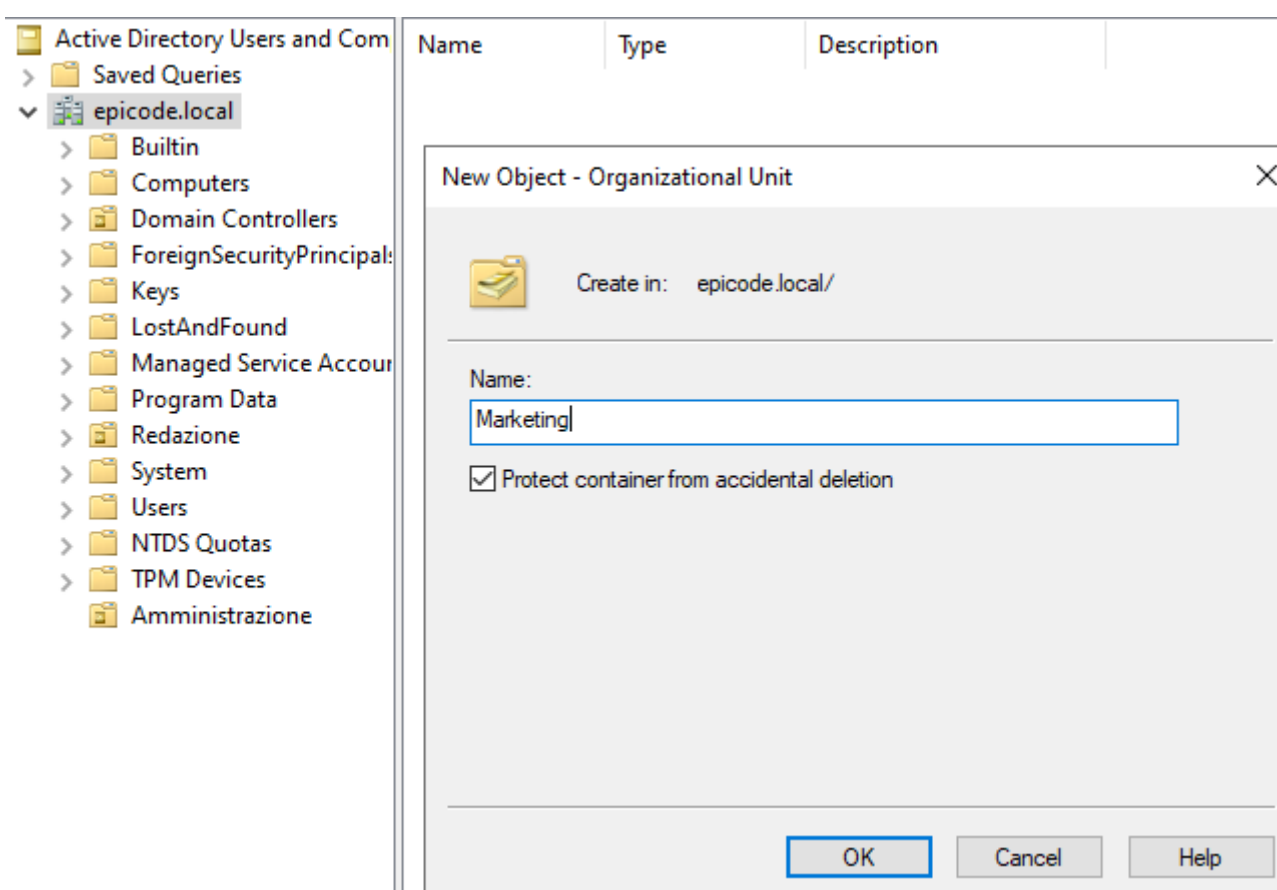 Active Directory Users and Com
Saved Queries
epicode.local
Builtin
Computers
Domain Controllers
ForeignSecurityPrincipals
Keys
LostAndFound
Managed Service Accour
Program Data
Redazione
System
Users
NTDS Quotas
TPM Devices
Amministrazione
Name Type Description
New Object - Organizational Unit
Create in: epicode.local/
Name:
Marketing
Protect container from accidental deletion
OK Cancel Help